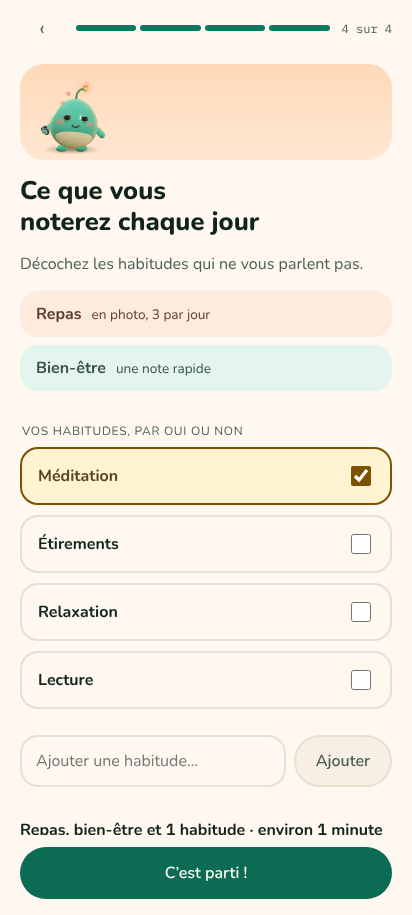 ‹ 4 sur 4
Ce que vous
noterez chaque jour
Décochez les habitudes qui ne vous parlent pas.
Repas en photo, 3 par jour
Bien-être une note rapide
VOS HABITUDES, PAR OUI OU NON
Méditation
Étirements
Relaxation
Lecture
Ajouter une habitude... Ajouter
Repas, bien-être et 1 habitude · environ 1 minute
C'est parti !